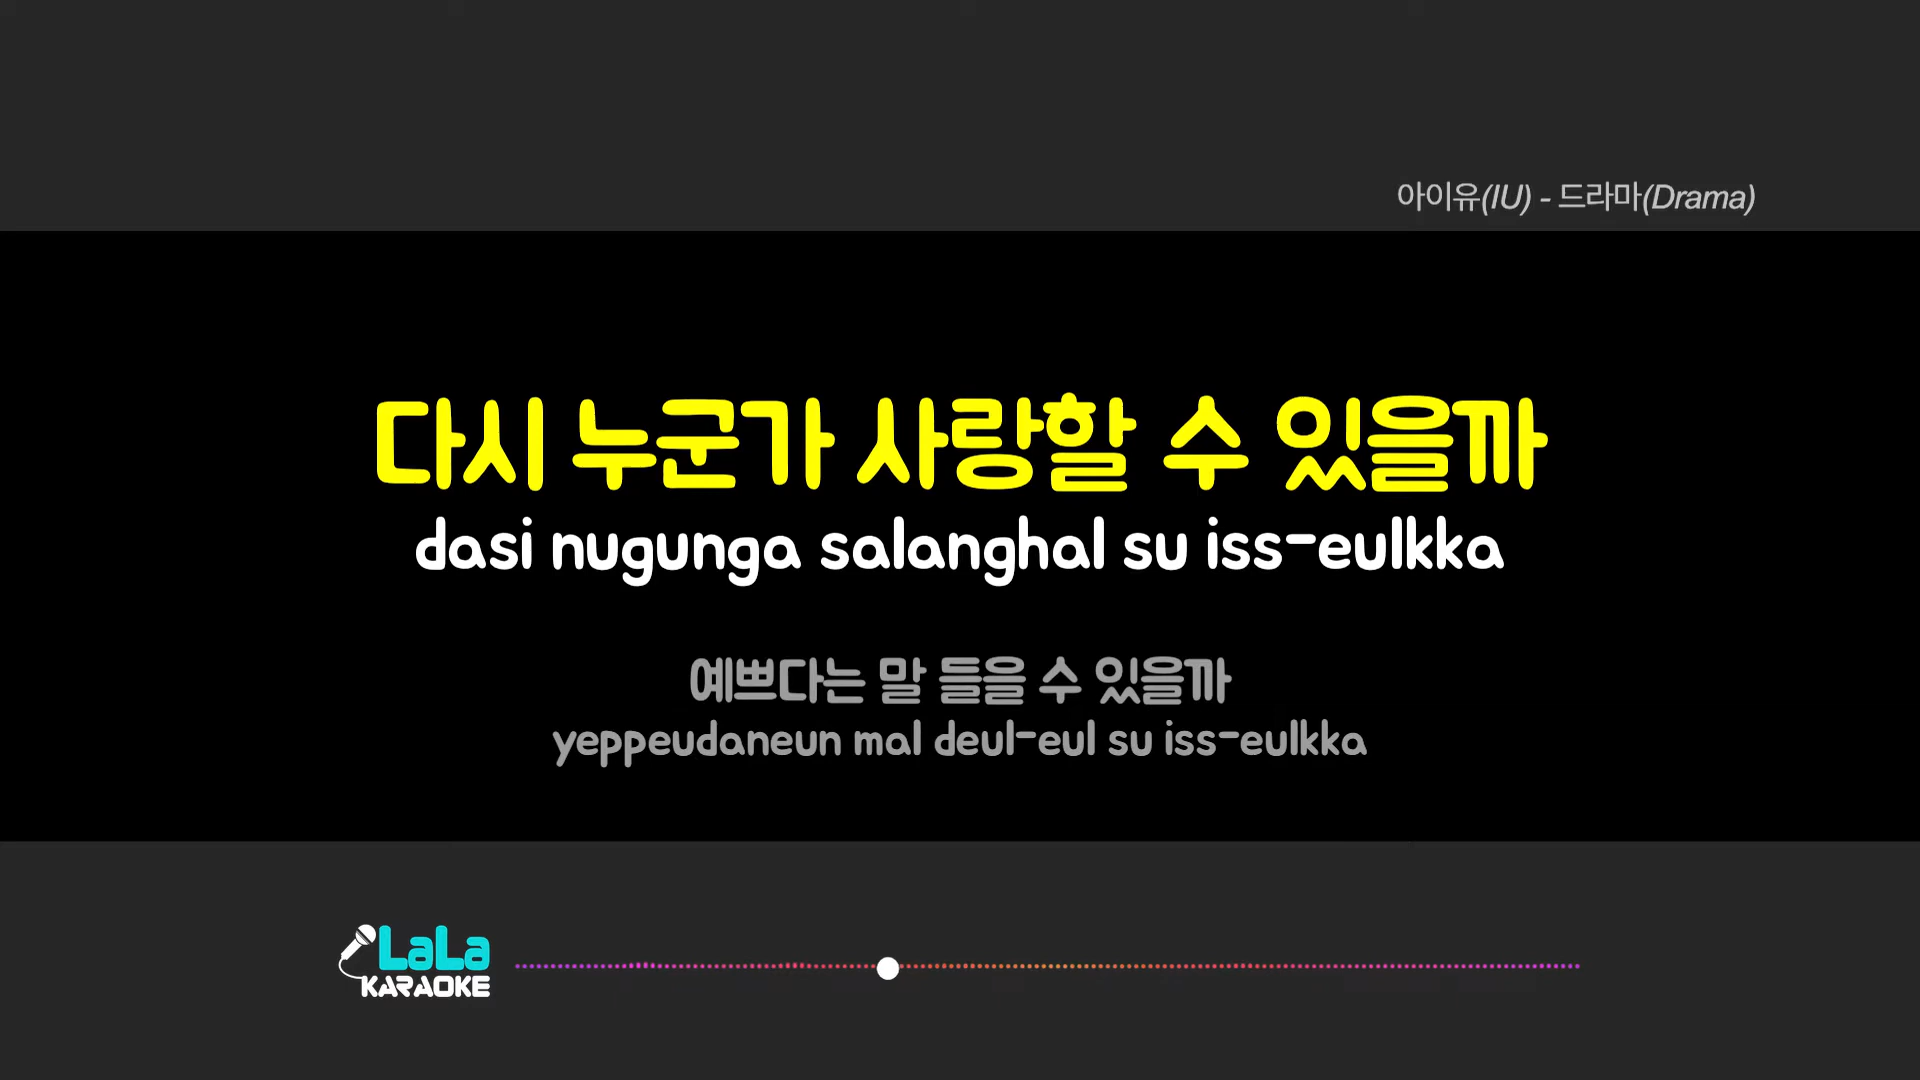 아이유(IU) - 드라마(Drama)
다시 누군가 사랑할 수 있을까
dasi nugunga salanghal su iss-eulkka
예쁘다는 말 들을 수 있을까
yeppeudaneun mal deul-eul su iss-eulkka
LaLa
KARAOKE